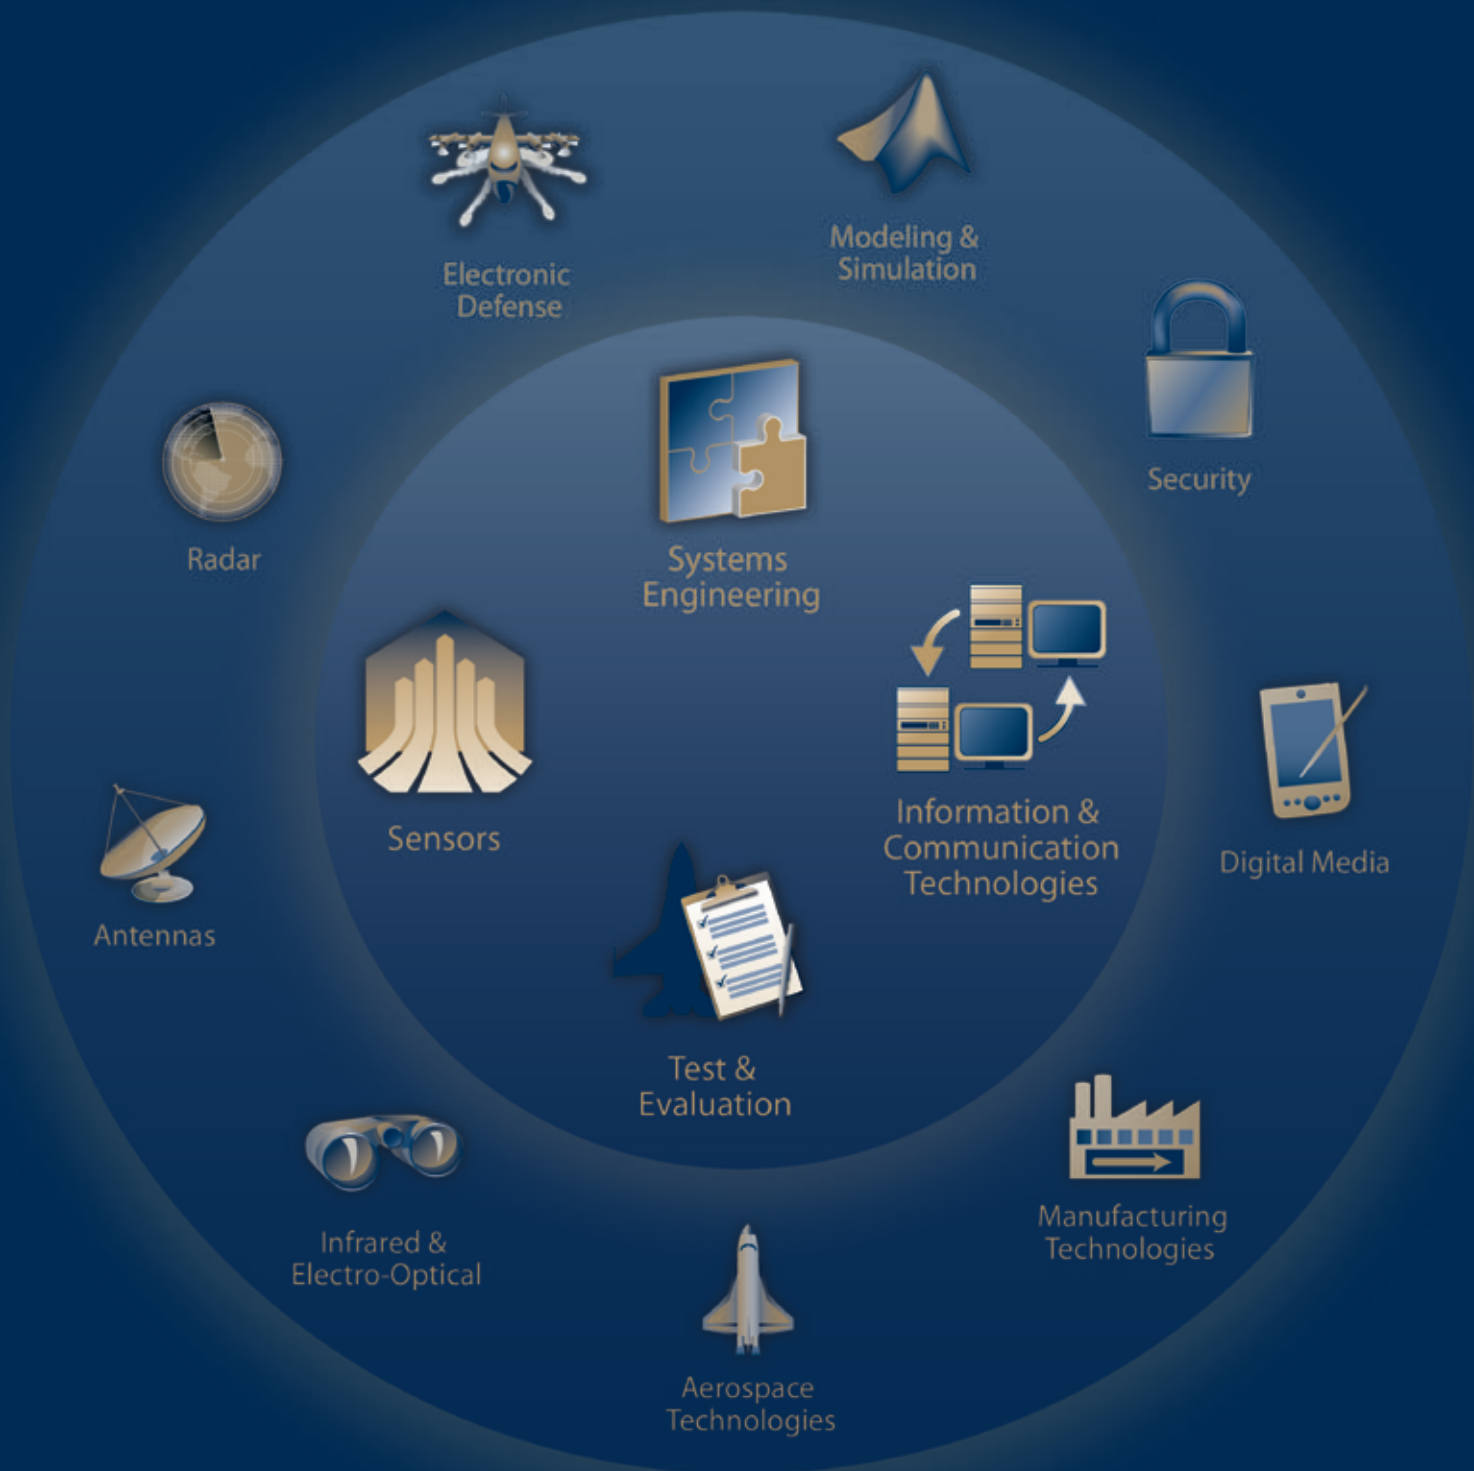 Electronic
Defense
Modeling &
Simulation
Security
Radar
Systems
Engineering
Sensors
Information &
Communication
Technologies
Digital Media
Antennas
Test &
Evaluation
Infrared &
Electro-Optical
Manufacturing
Technologies
Aerospace
Technologies